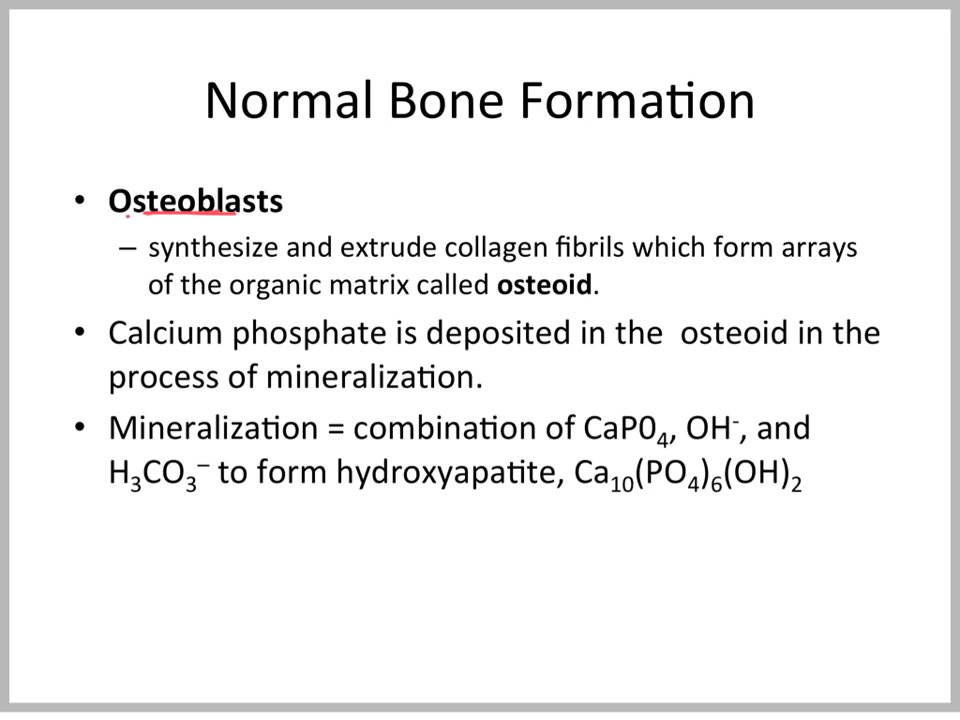 Normal Bone Formation
• Osteoblasts
– synthesize and extrude collagen fibrils which form arrays
of the organic matrix called osteoid.
• Calcium phosphate is deposited in the  osteoid in the
process of mineralization.
• Mineralization = combination of CaP0₄, OH⁻, and
H₃CO₃⁻ to form hydroxyapatite, Ca₁₀(PO₄)₆(OH)₂